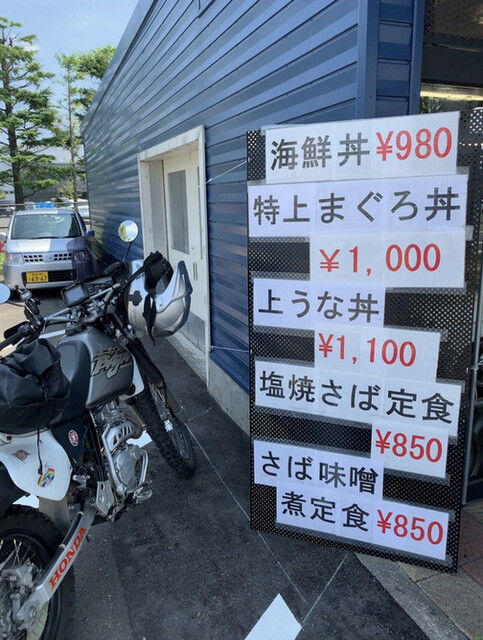 海鮮丼 ¥980
特上まぐろ丼
¥1,000
上うな丼
¥1,100
塩焼さば定食
¥850
さば味噌
煮定食 ¥850
HONDA